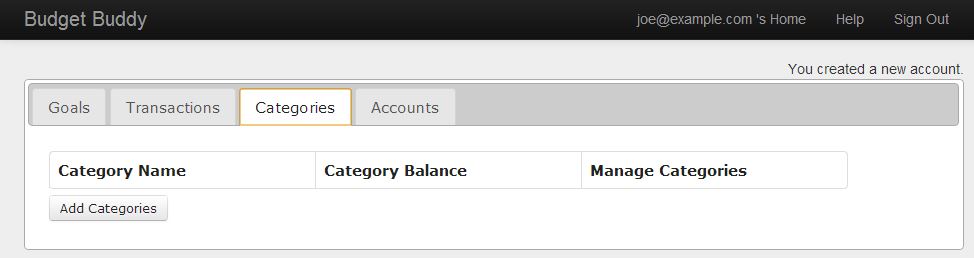 Budget Buddy joe@example.com 's Home Help Sign Out
You created a new account.
Goals Transactions Categories Accounts
Category Name Category Balance Manage Categories
Add Categories